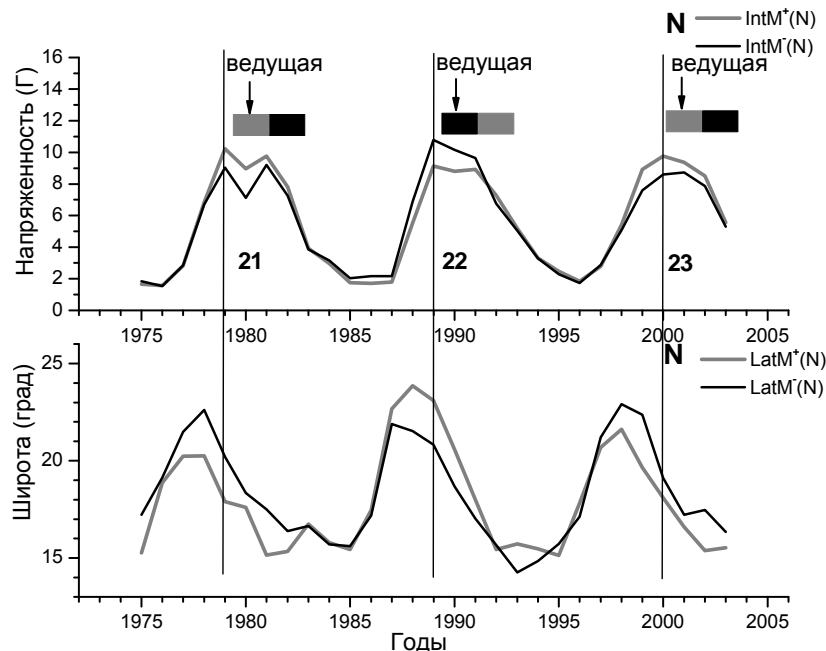 N
IntM⁺(N)
IntM⁻(N)
ведущая ведущая ведущая
Напряженность (Г)
16
14
12
10
8
6
4
2
0
21 22 23
1975 1980 1985 1990 1995 2000 2005
N
LatM⁺(N)
LatM⁻(N)
Широта (град)
25
20
15
1975 1980 1985 1990 1995 2000 2005
Годы